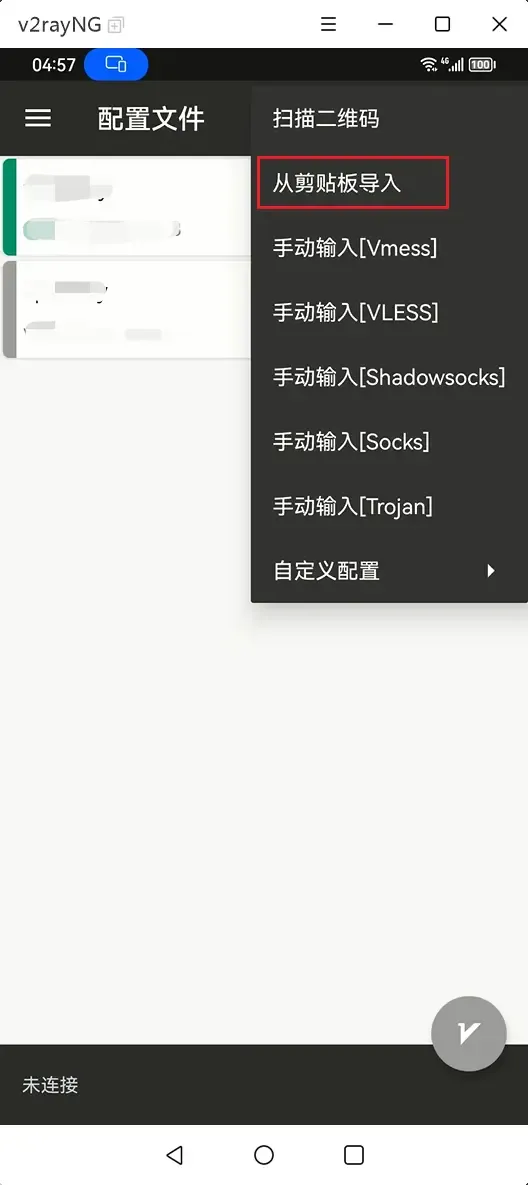 v2rayNG
04:57
4G
100
配置文件
扫描二维码
从剪贴板导入
手动输入[Vmess]
手动输入[VLESS]
手动输入[Shadowsocks]
手动输入[Socks]
手动输入[Trojan]
自定义配置
未连接